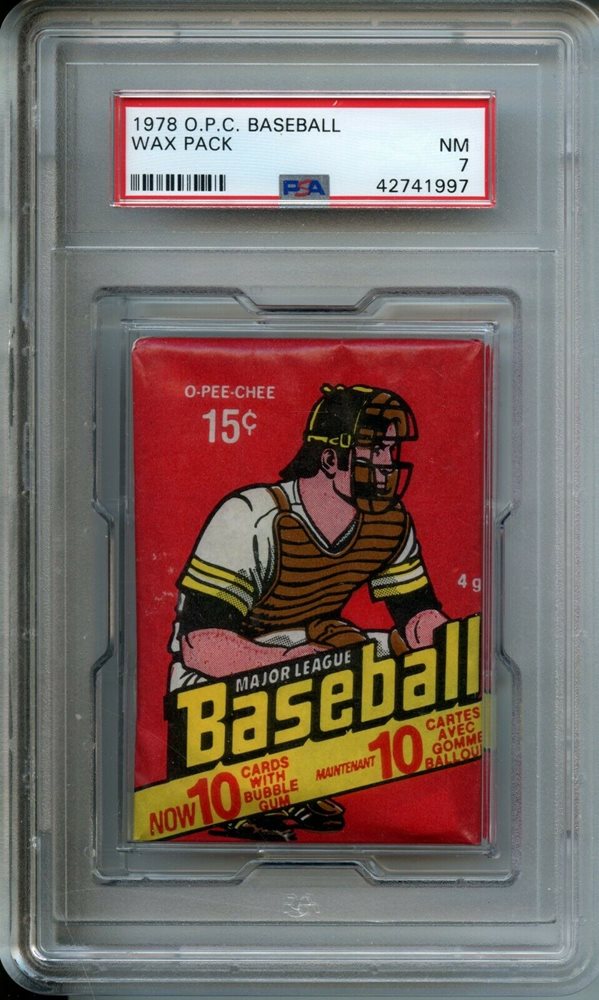 1978 O.P.C. BASEBALL
WAX PACK
NM
7
PSA
42741997
O-PEE-CHEE
15¢
4g
MAJOR LEAGUE
Baseball
NOW 10 CARDS WITH BUBBLE GUM
MAINTENANT 10 CARTES AVEC GOMME BALLOU